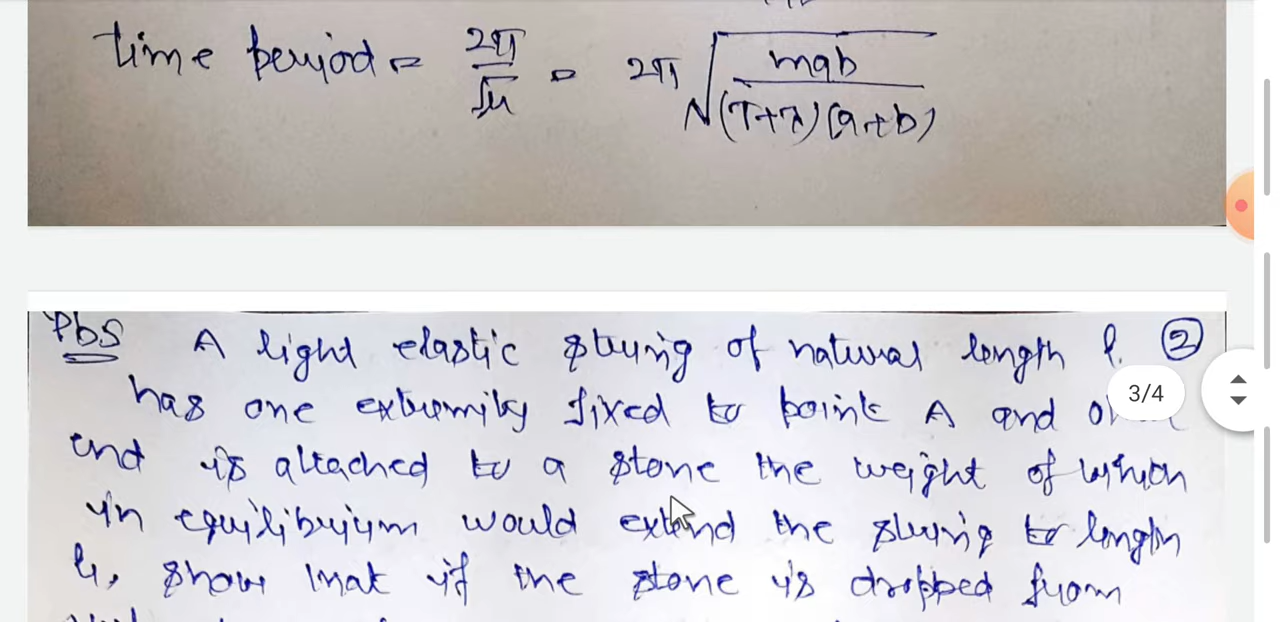 time period = 2π/√μ = 2π √(mab/(T+λ)(a+b))
Pb5 A light elastic string of natural length l. ②
has one extremity fixed to point A and
3/4
end is attached to a stone the weight of which
in equilibrium would extend the string to length
l₁, show that if the stone is dropped from